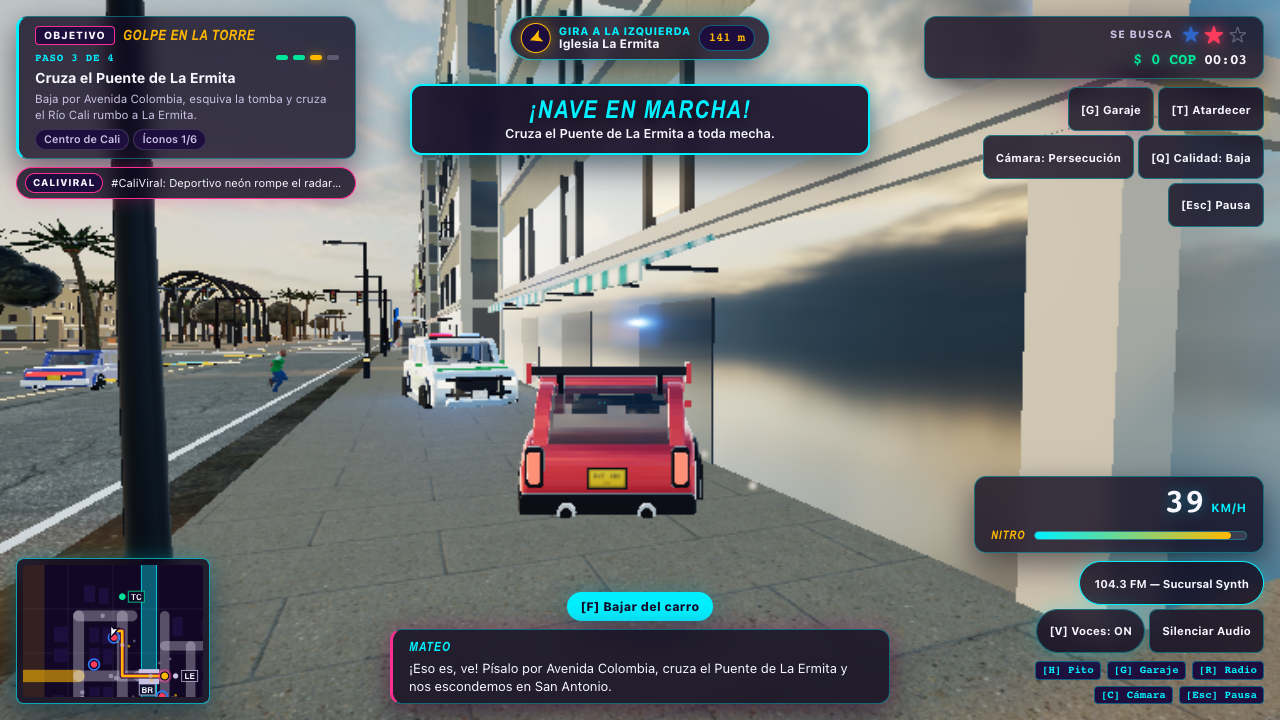 OBJETIVO GOLPE EN LA TORRE
PASO 3 DE 4
Cruza el Puente de La Ermita
Baja por Avenida Colombia, esquiva la tomba y cruza
el Río Cali rumbo a La Ermita.
Centro de Cali Íconos 1/6
CALIVIRAL #CaliViral: Deportivo neón rompe el radar...
GIRA A LA IZQUIERDA
Iglesia La Ermita
141 m
¡NAVE EN MARCHA!
Cruza el Puente de La Ermita a toda mecha.
SE BUSCA
$ 0 COP 00:03
[G] Garaje [T] Atardecer
Cámara: Persecución [Q] Calidad: Baja
[Esc] Pausa
39 KM/H
NITRO
104.3 FM — Sucursal Synth
[V] Voces: ON Silenciar Audio
[H] Pito [G] Garaje [R] Radio
[C] Cámara [Esc] Pausa
[F] Bajar del carro
MATEO
¡Eso es, ve! Písalo por Avenida Colombia, cruza el Puente de La Ermita y
nos escondemos en San Antonio.
TC
LE
BR